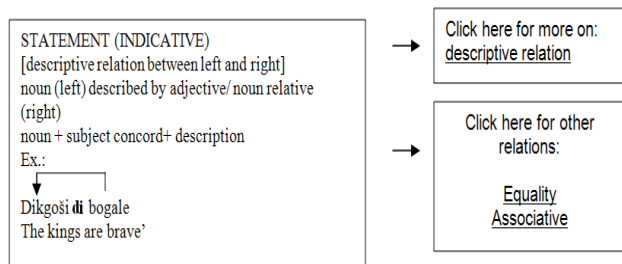 STATEMENT (INDICATIVE)
[descriptive relation between left and right]
noun (left) described by adjective/ noun relative
(right)
noun + subject concord+ description
Ex.:
Dikgoši di bogale
The kings are brave’
Click here for more on:
descriptive relation
Click here for other
relations:
Equality
Associative